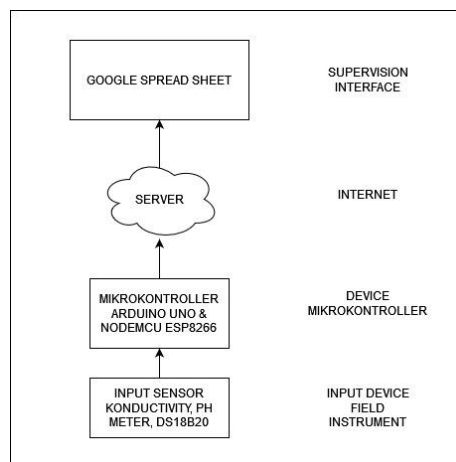 GOOGLE SPREAD SHEET
SUPERVISION
INTERFACE
SERVER
INTERNET
MIKROKONTROLLER
ARDUINO UNO &
NODEMCU ESP8266
DEVICE
MIKROKONTROLLER
INPUT SENSOR
KONDUCTIVITY, PH
METER, DS18B20
INPUT DEVICE
FIELD
INSTRUMENT